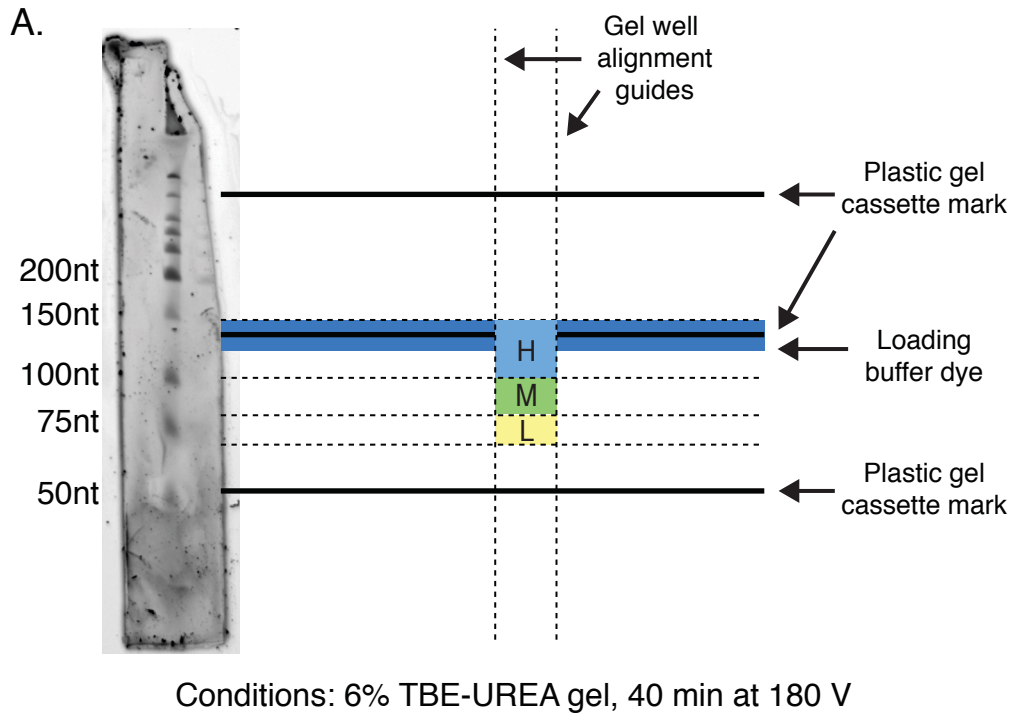 A.
Gel well
alignment
guides
Plastic gel
cassette mark
200nt
150nt
Loading
buffer dye
H
100nt
M
75nt
L
50nt
Plastic gel
cassette mark
Conditions: 6% TBE-UREA gel, 40 min at 180 V